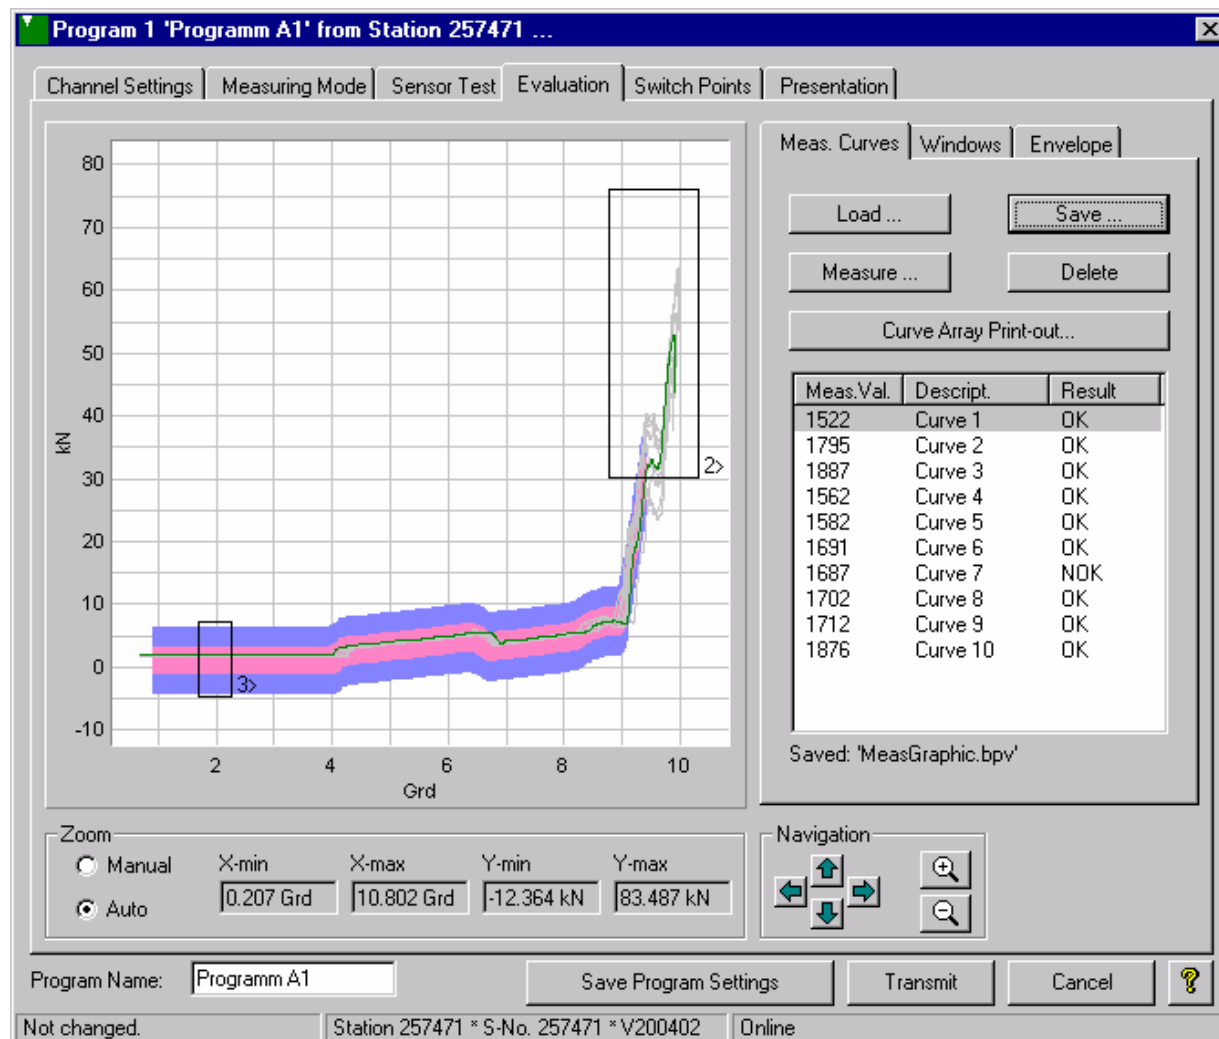 Program 1 'Programm A1' from Station 257471 ...
Channel Settings Measuring Mode Sensor Test Evaluation Switch Points Presentation
Meas. Curves Windows Envelope
Load ... Save ...
Measure ... Delete
Curve Array Print-out...
Meas.Val. Descript. Result
1522 Curve 1 OK
1795 Curve 2 OK
1887 Curve 3 OK
1562 Curve 4 OK
1582 Curve 5 OK
1691 Curve 6 OK
1687 Curve 7 NOK
1702 Curve 8 OK
1712 Curve 9 OK
1876 Curve 10 OK
Saved: 'MeasGraphic.bpv'
80
70
60
50
40
30
20
10
0
-10
kN
2>
3>
2 4 6 8 10
Grd
Zoom
Manual
Auto
X-min X-max Y-min Y-max
0.207 Grd 10.802 Grd -12.364 kN 83.487 kN
Navigation
Program Name: Programm A1
Save Program Settings Transmit Cancel ?
Not changed. Station 257471 * S-No. 257471 * V200402 Online